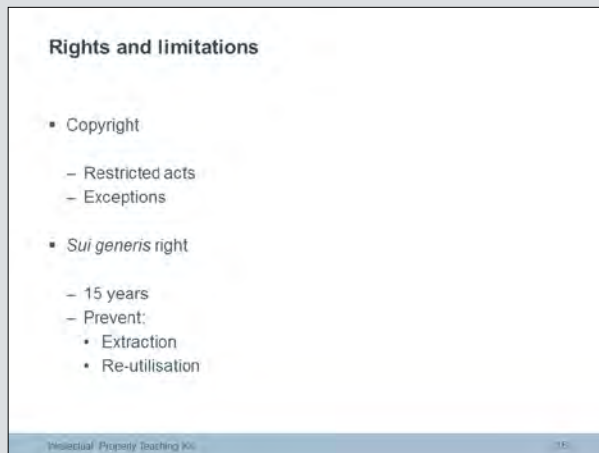 Rights and limitations
▪ Copyright
– Restricted acts
– Exceptions
▪ Sui generis right
– 15 years
– Prevent:
• Extraction
• Re-utilisation
Intellectual Property Teaching Kit